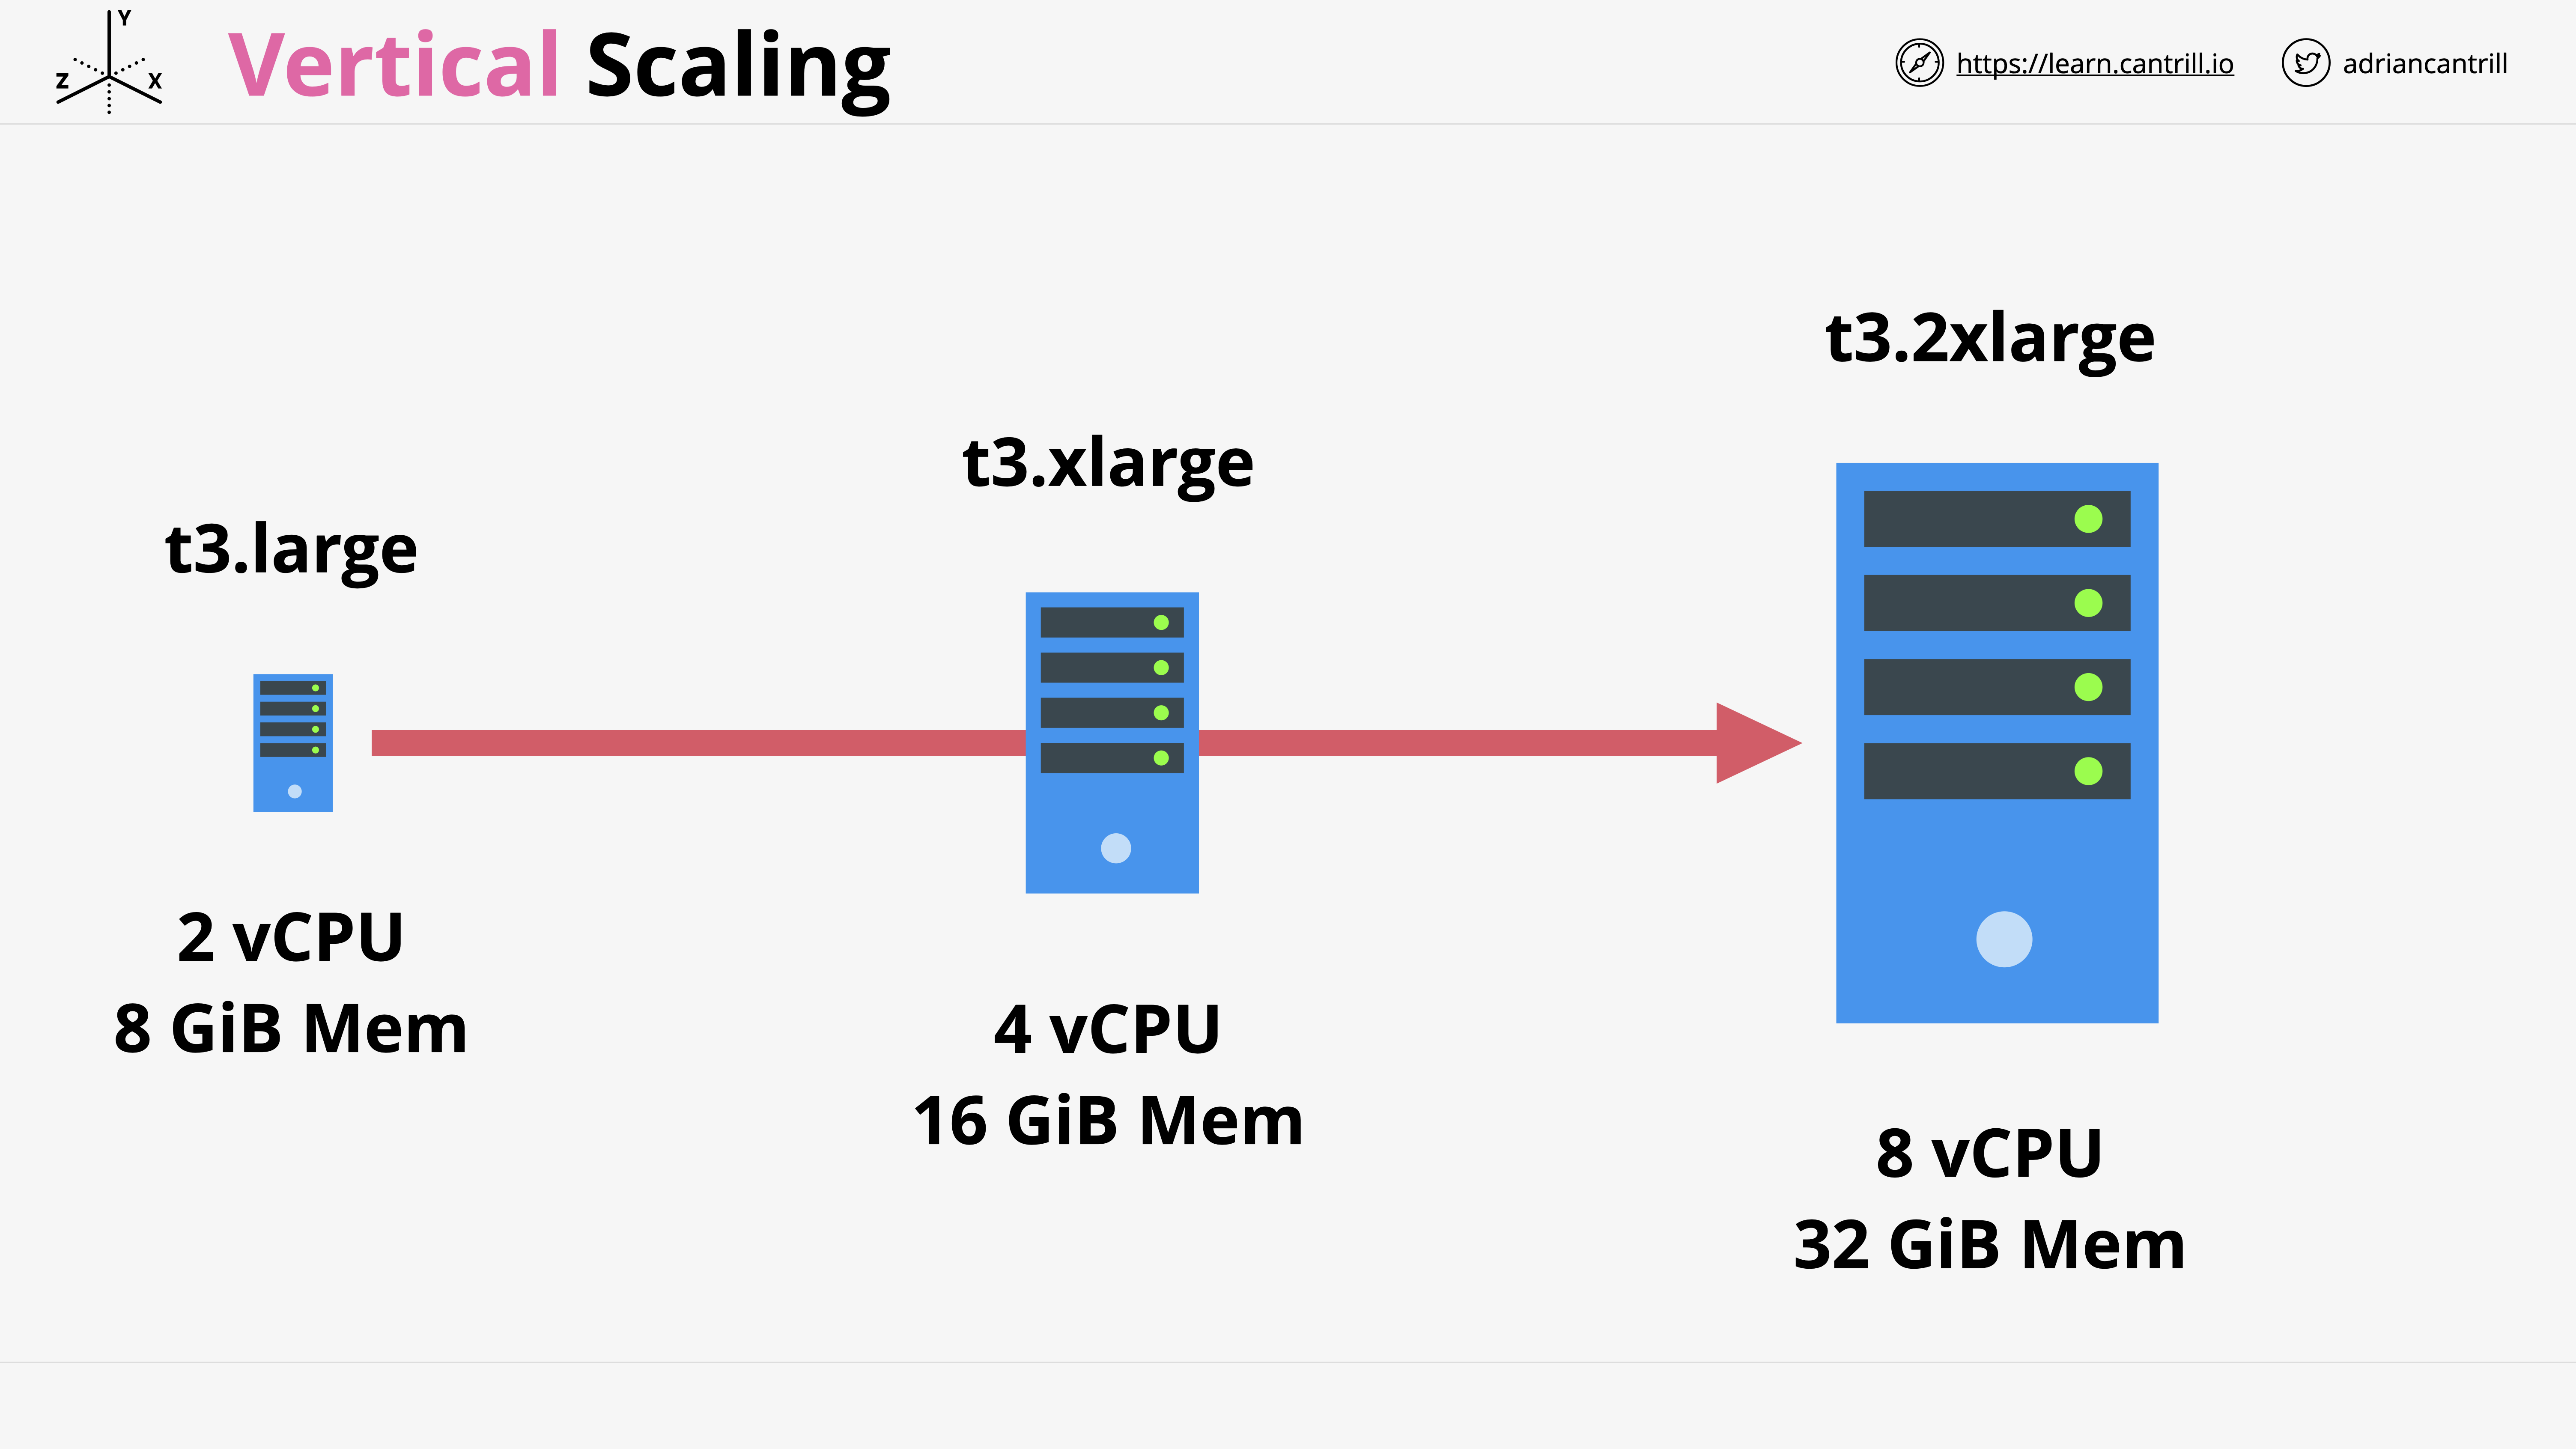 Y
Z
X
Vertical Scaling
https://learn.cantrill.io
adriancantrill
t3.large
2 vCPU
8 GiB Mem
t3.xlarge
4 vCPU
16 GiB Mem
t3.2xlarge
8 vCPU
32 GiB Mem